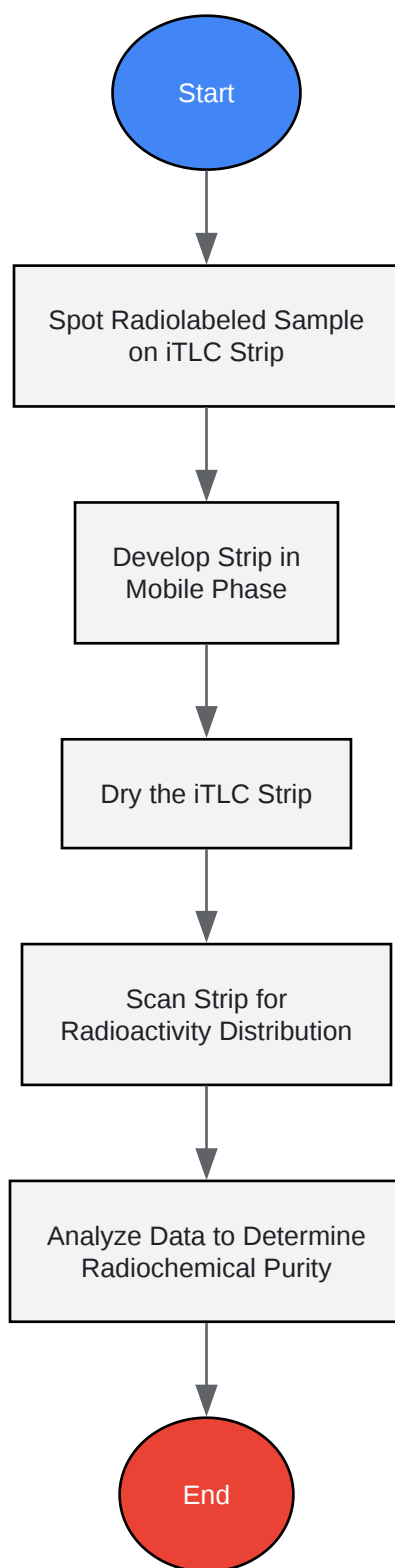 Start
Spot Radiolabeled Sample
on iTLC Strip
Develop Strip in
Mobile Phase
Dry the iTLC Strip
Scan Strip for
Radioactivity Distribution
Analyze Data to Determine
Radiochemical Purity
End